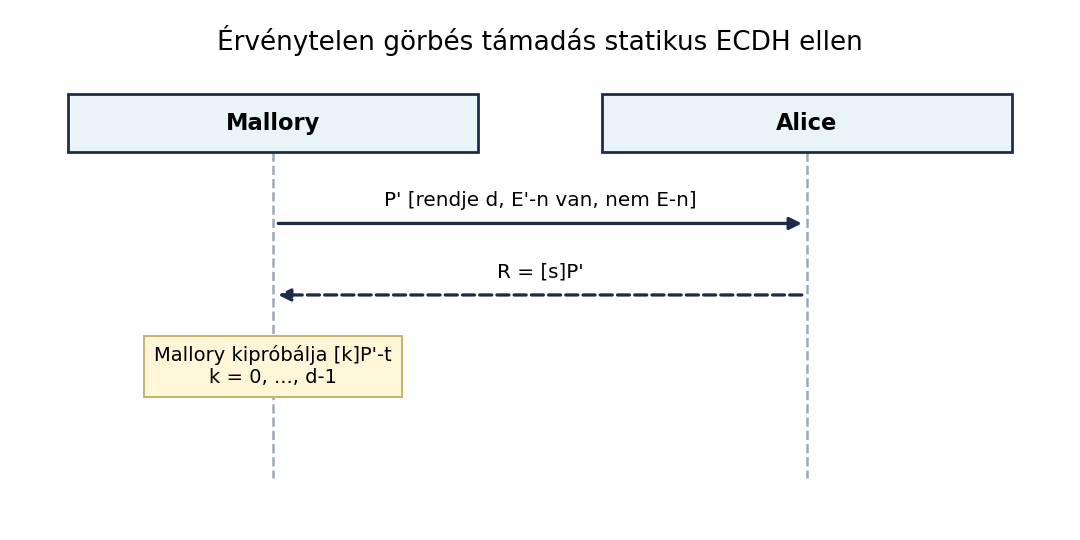 Érvénytelen görbés támadás statikus ECDH ellen
Mallory
Alice
P' [rendje d, E'-n van, nem E-n]
R = [s]P'
Mallory kipróbálja [k]P'-t
k = 0, ..., d-1